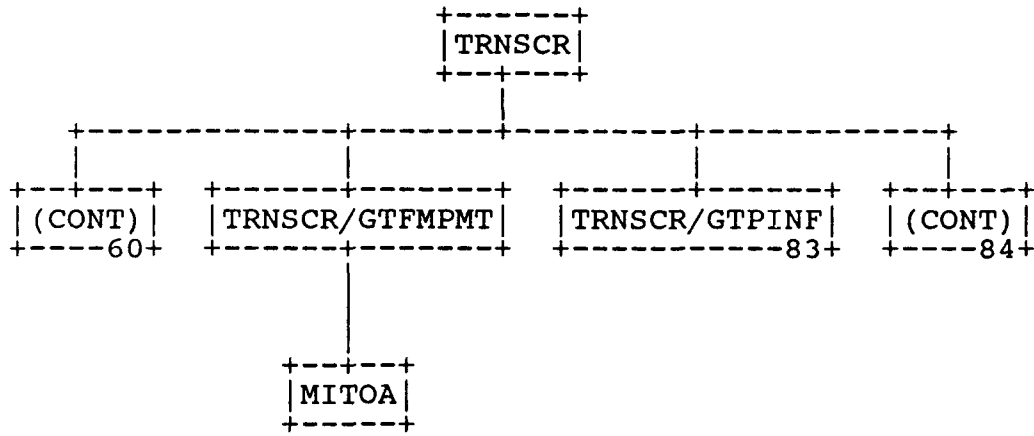 TRNSCR
(CONT) TRNSCR/GTFMPMT TRNSCR/GTPINF (CONT)
60 83 84
MITOA